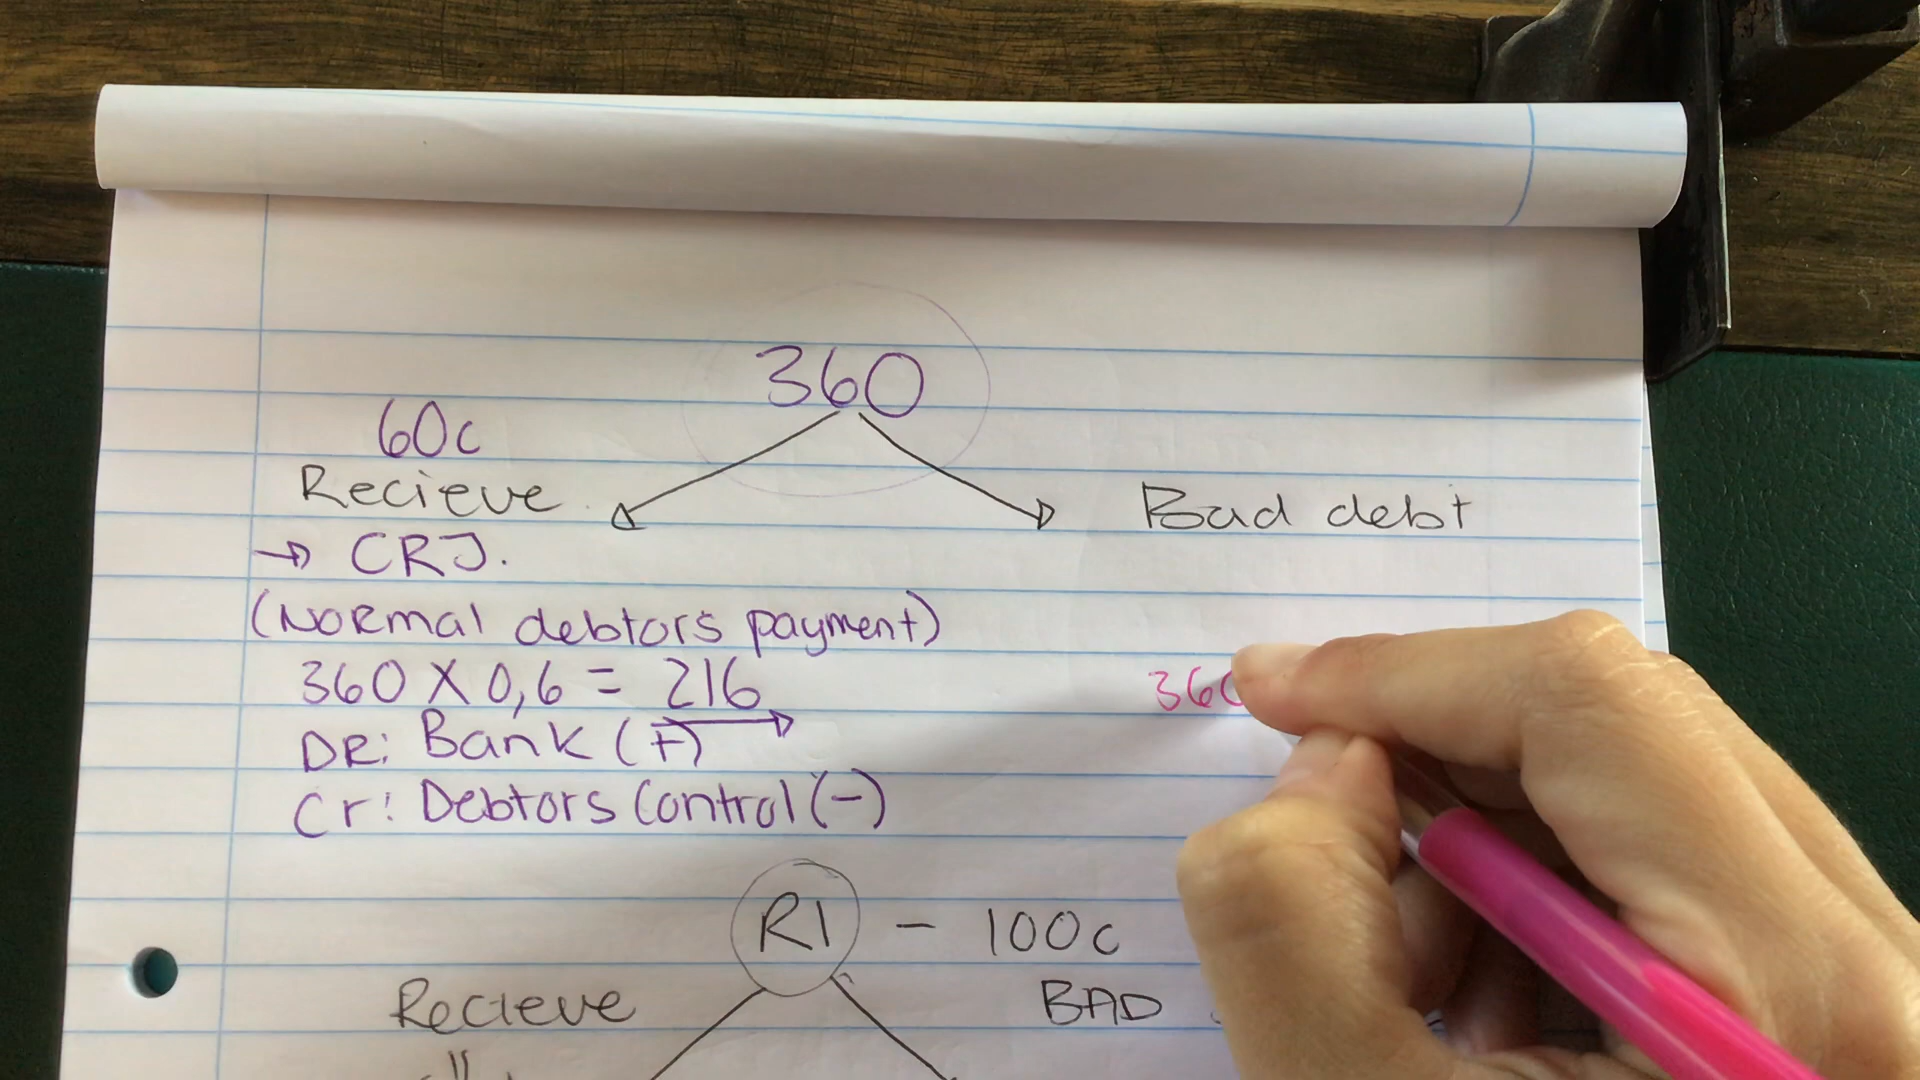 360
60c
Recieve
Bad debt
→ CRJ.
(Normal debtors payment)
360 X 0,6 = 216
360
DR: Bank (+)
Cr: Debtors Control (-)
R1 - 100c
Recieve
BAD